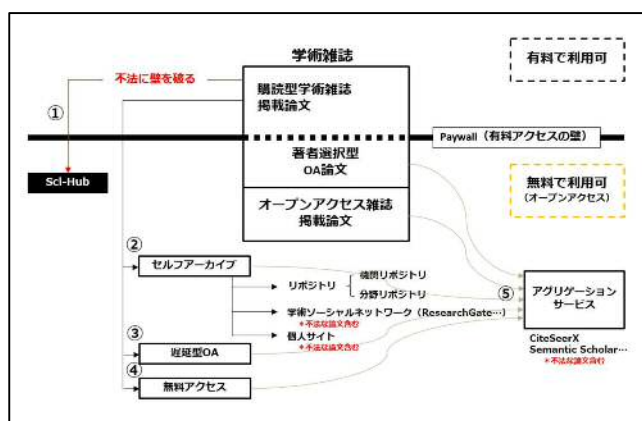 学術雑誌
有料で利用可
不法に壁を破る
購読型学術雑誌
掲載論文
①
Paywall（有料アクセスの壁）
著者選択型
OA論文
無料で利用可
（オープンアクセス）
Sci-Hub
オープンアクセス雑誌
掲載論文
②
セルフアーカイブ
リポジトリ
機関リポジトリ
分野リポジトリ
⑤
アグリゲーション
サービス
学術ソーシャルネットワーク（ResearchGate…）
＊不法な論文含む
個人サイト
＊不法な論文含む
CiteSeerX
Semantic Scholar…
＊不法な論文含む
③
遅延型OA
④
無料アクセス